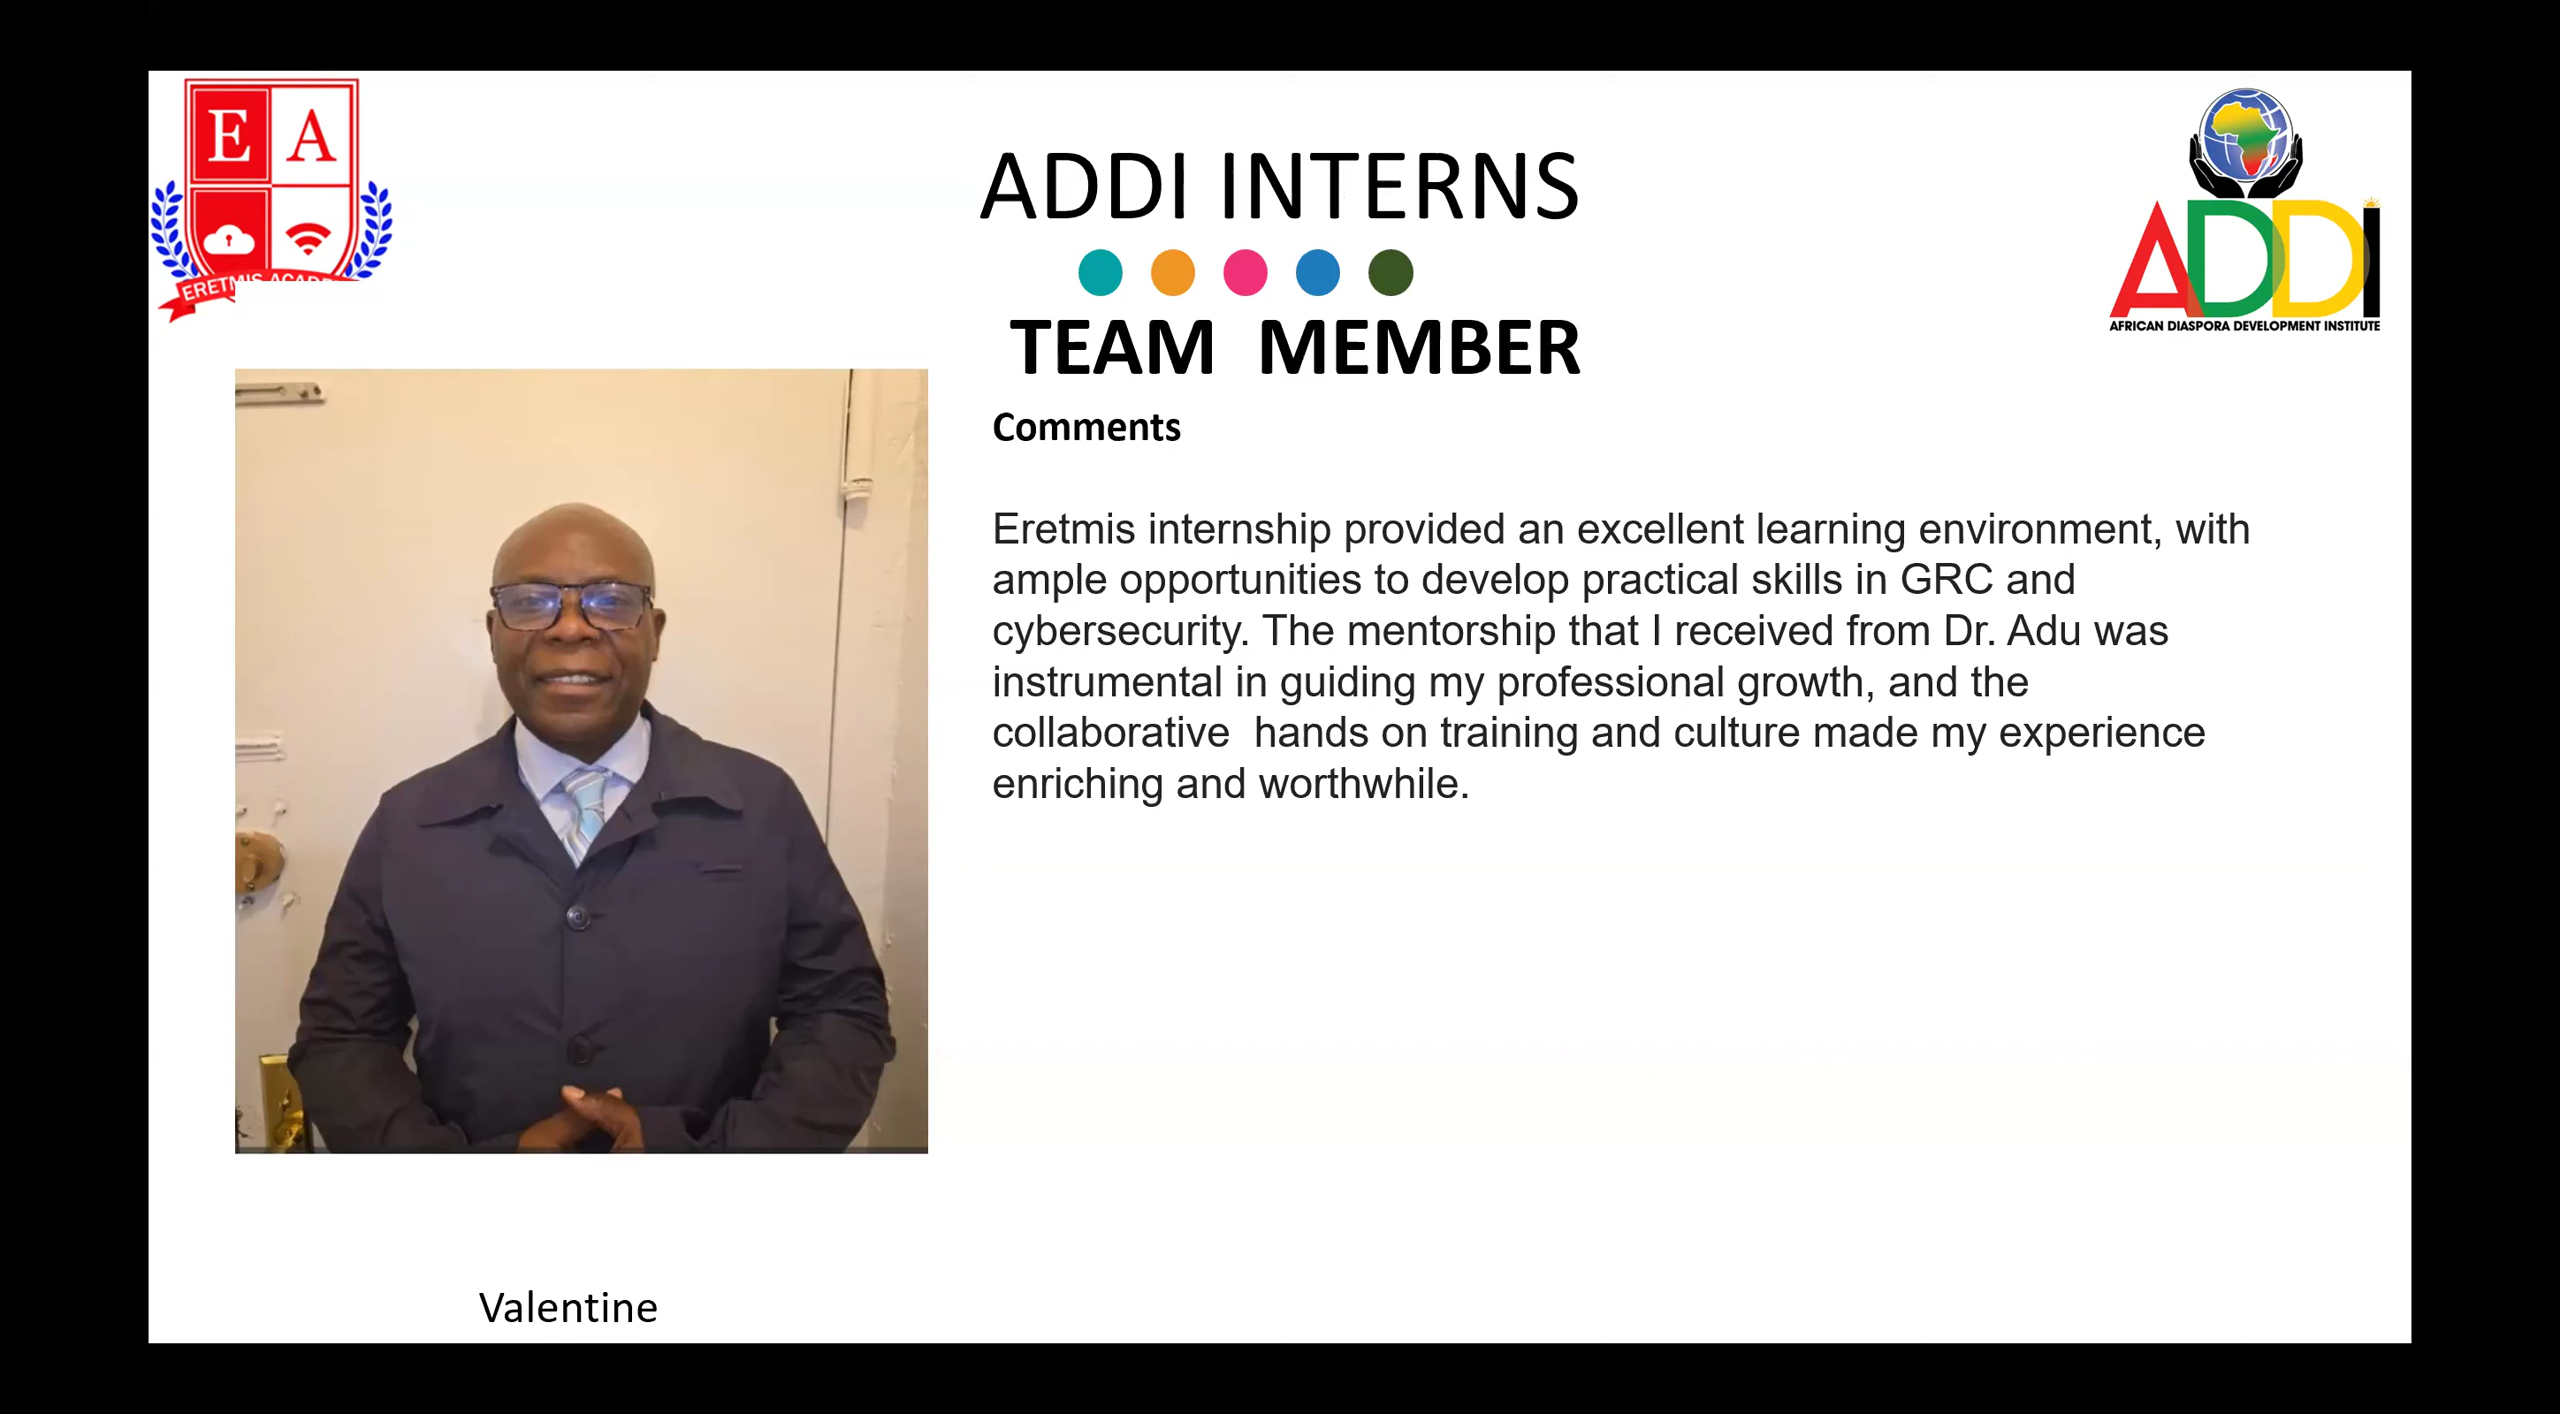 E A
ERETMIS
ADDI INTERNS
ADDI
AFRICAN DIASPORA DEVELOPMENT INSTITUTE
TEAM  MEMBER
Comments
Eretmis internship provided an excellent learning environment, with
ample opportunities to develop practical skills in GRC and
cybersecurity. The mentorship that I received from Dr. Adu was
instrumental in guiding my professional growth, and the
collaborative  hands on training and culture made my experience
enriching and worthwhile.
Valentine